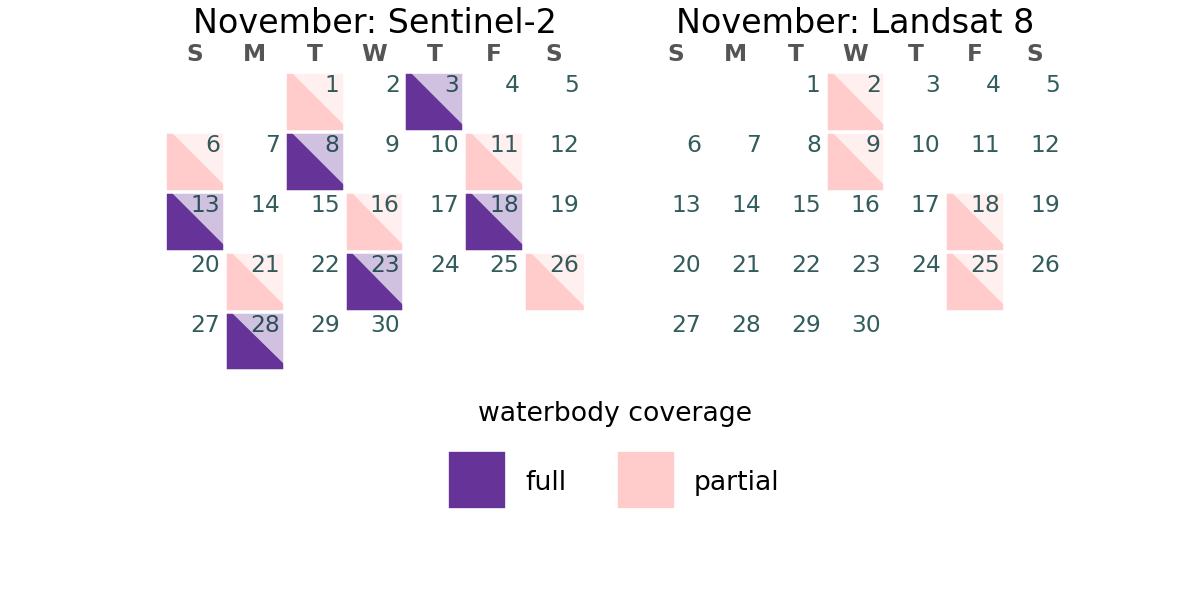 November: Sentinel-2
S M T W T F S
1 2 3 4 5
6 7 8 9 10 11 12
13 14 15 16 17 18 19
20 21 22 23 24 25 26
27 28 29 30
November: Landsat 8
S M T W T F S
1 2 3 4 5
6 7 8 9 10 11 12
13 14 15 16 17 18 19
20 21 22 23 24 25 26
27 28 29 30
waterbody coverage
full
partial